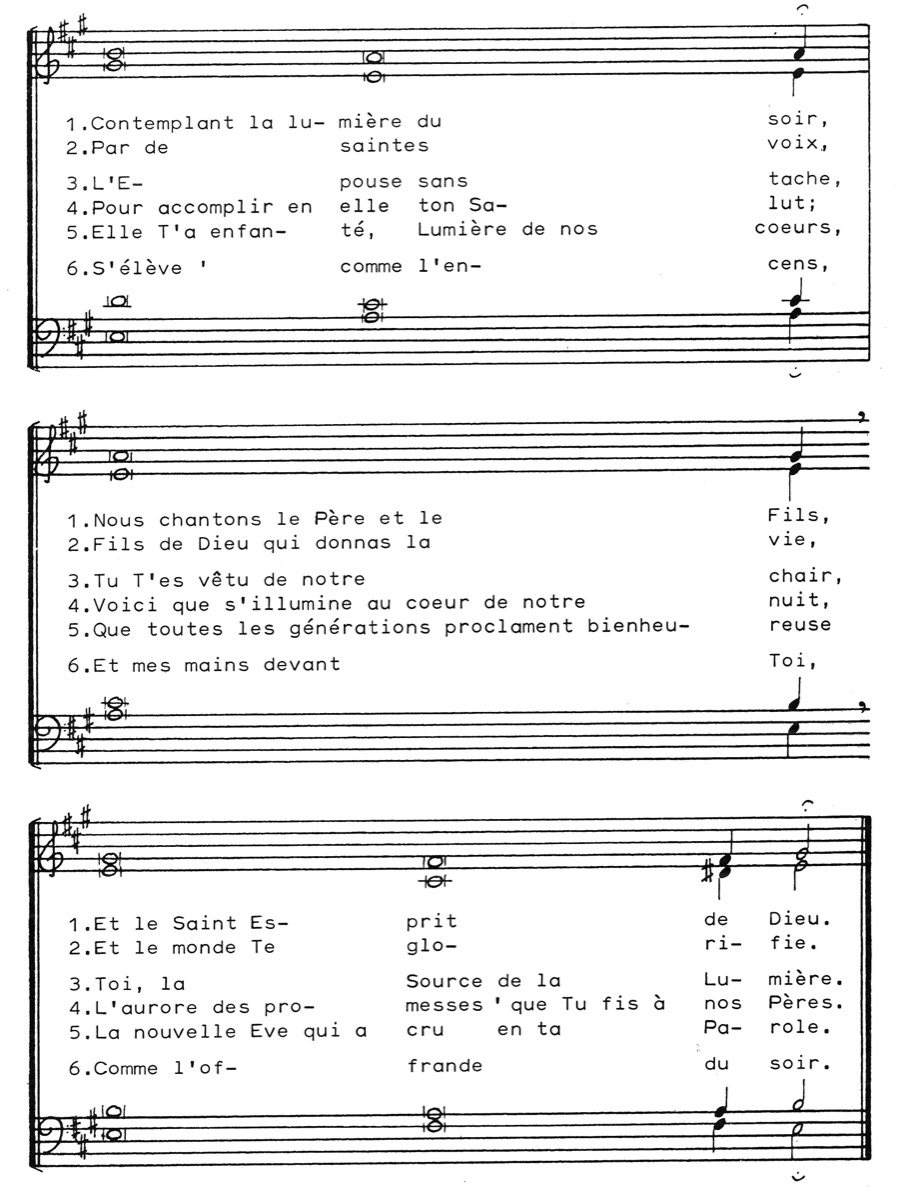 1.Contemplant la lu- mière du soir,
2.Par de saintes voix,
3.L'E- pouse sans tache,
4.Pour accomplir en elle ton Sa- lut;
5.Elle T'a enfan- té, Lumière de nos coeurs,
6.S'élève ' comme l'en- cens,
1.Nous chantons le Père et le Fils,
2.Fils de Dieu qui donnas la vie,
3.Tu T'es vêtu de notre chair,
4.Voici que s'illumine au coeur de notre nuit,
5.Que toutes les générations proclament bienheu- reuse
6.Et mes mains devant Toi,
1.Et le Saint Es- prit de Dieu.
2.Et le monde Te glo- ri- fie.
3.Toi, la Source de la Lu- mière.
4.L'aurore des pro- messes ' que Tu fis à nos Pères.
5.La nouvelle Eve qui a cru en ta Pa- role.
6.Comme l'of- frande du soir.